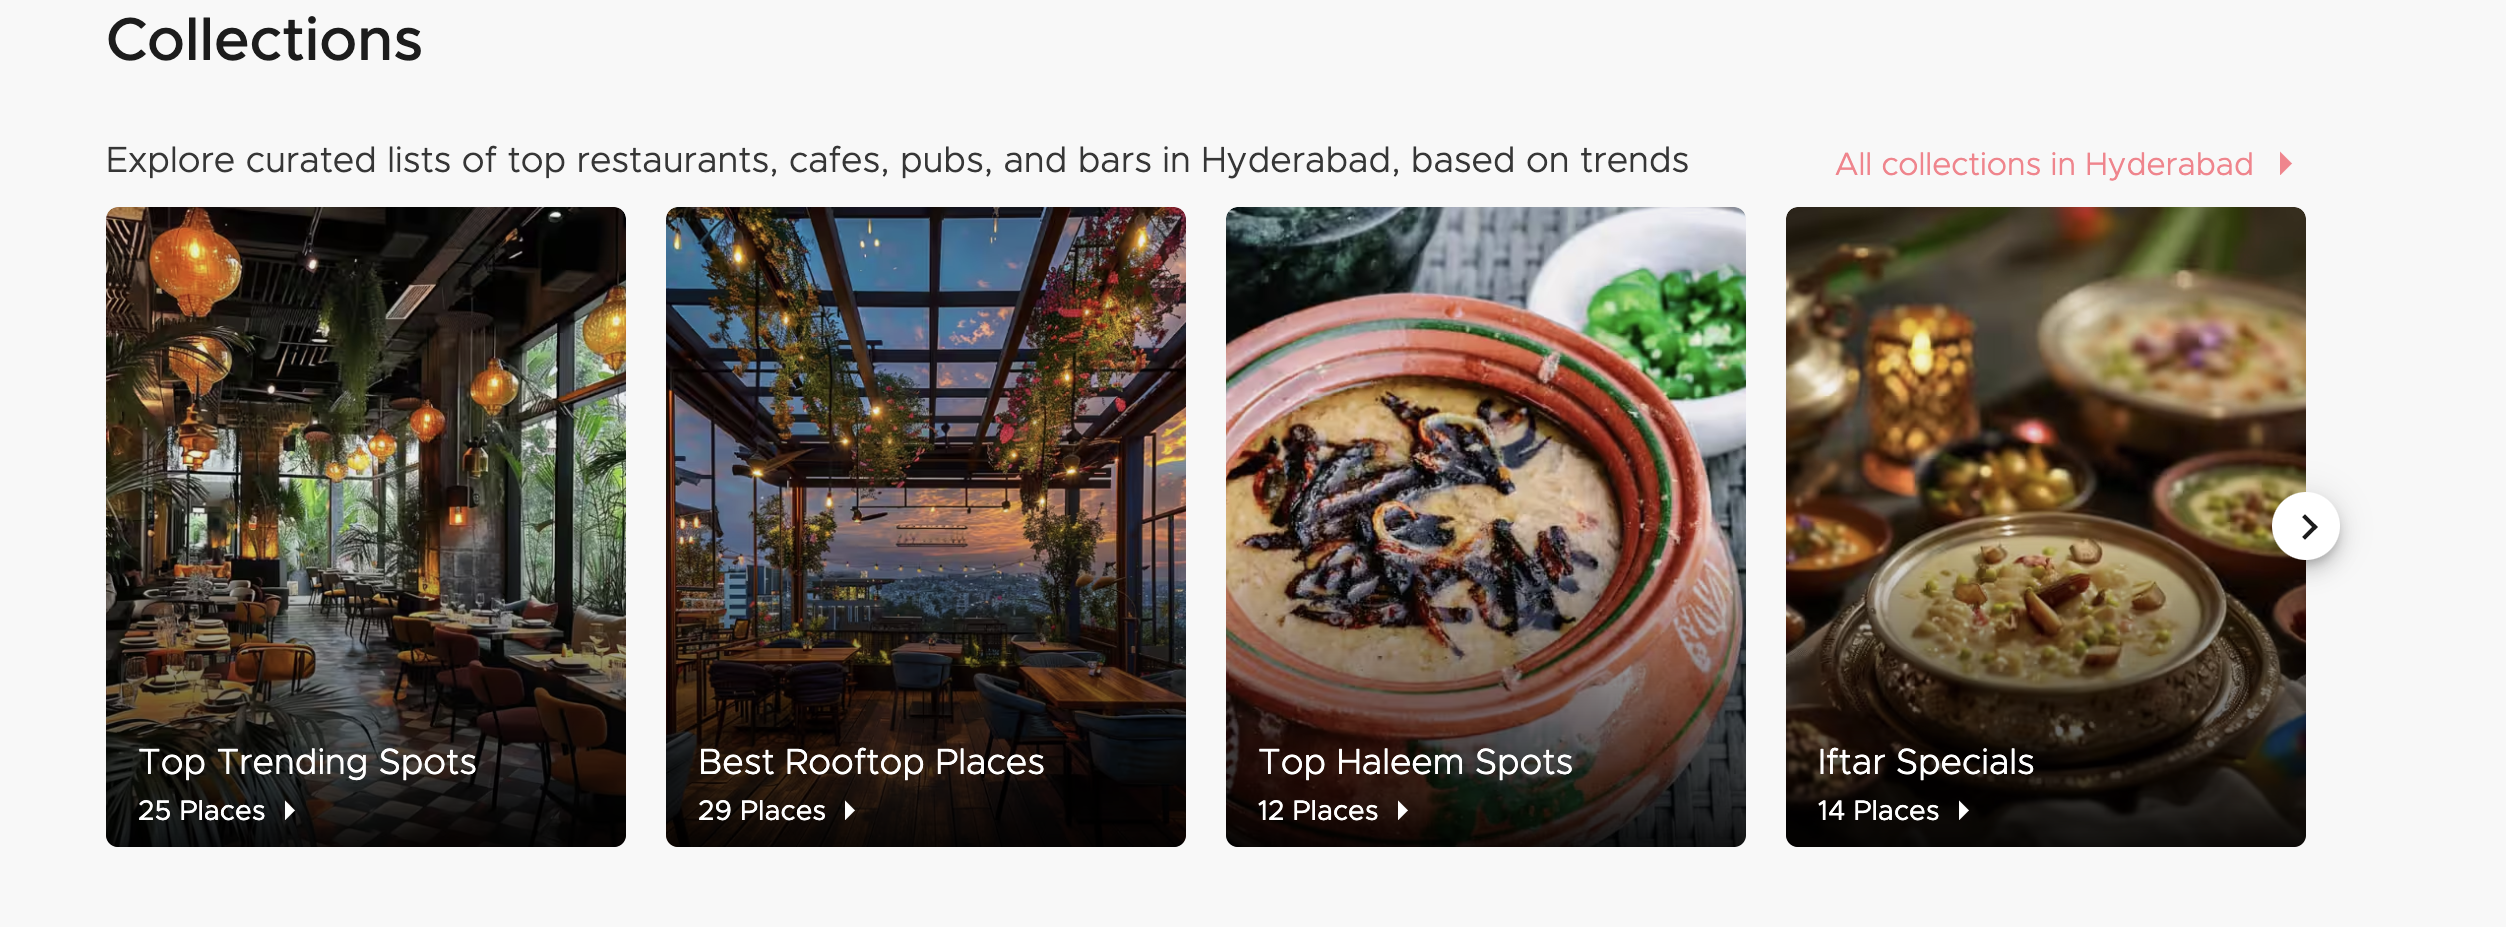 Collections
Explore curated lists of top restaurants, cafes, pubs, and bars in Hyderabad, based on trends
All collections in Hyderabad
Top Trending Spots
25 Places
Best Rooftop Places
29 Places
Top Haleem Spots
12 Places
Iftar Specials
14 Places